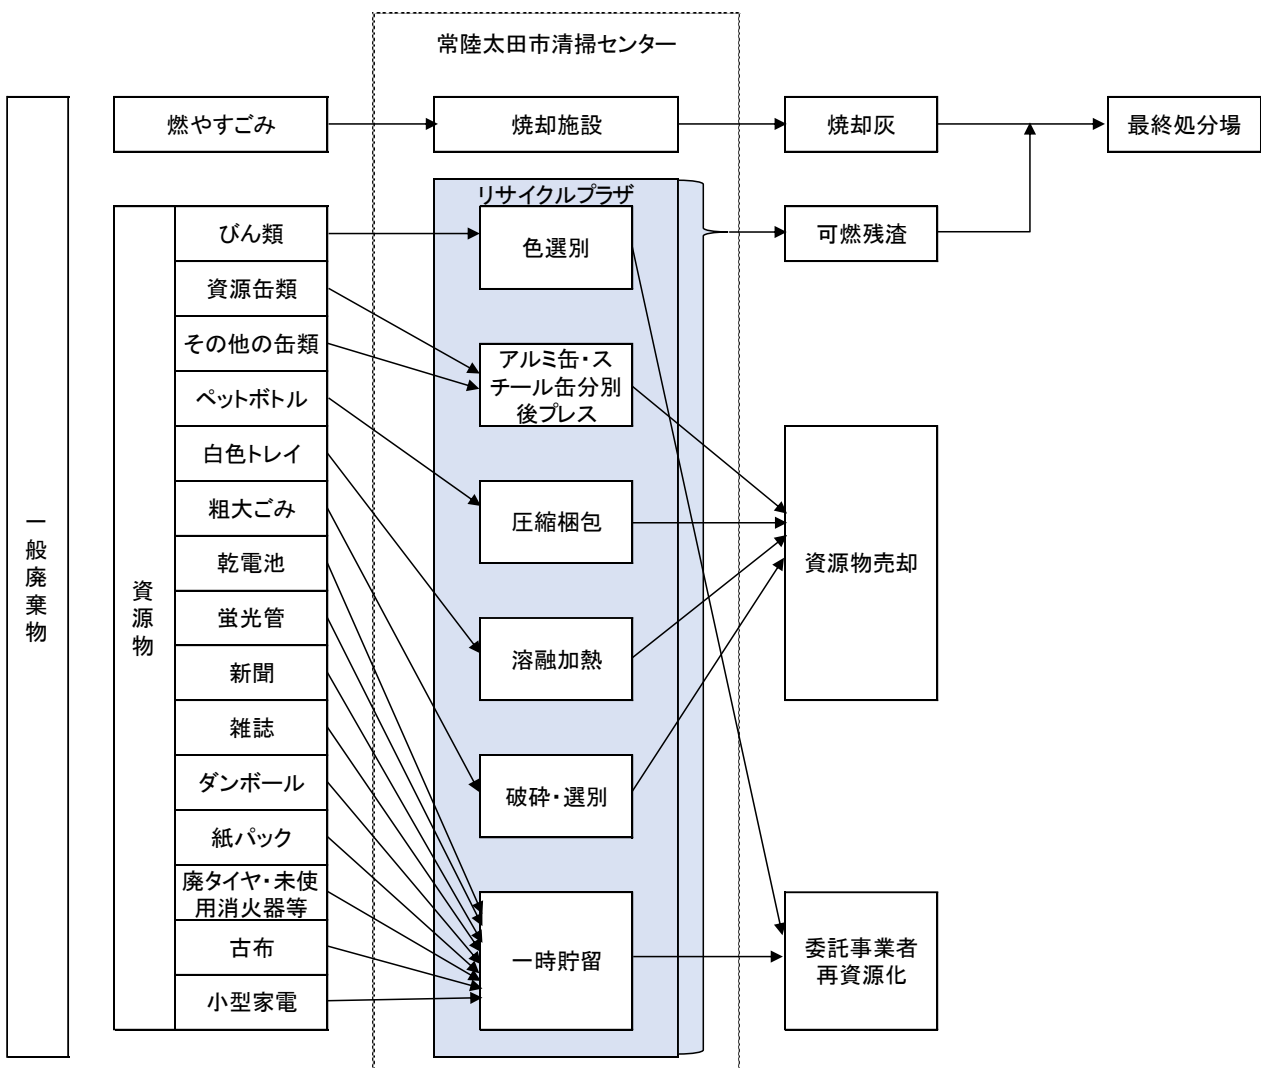 常陸太田市清掃センター
一般廃棄物
燃やすごみ
焼却施設
焼却灰
最終処分場
資源物
リサイクルプラザ
びん類
資源缶類
その他の缶類
ペットボトル
白色トレイ
粗大ごみ
乾電池
蛍光管
新聞
雑誌
ダンボール
紙パック
廃タイヤ・未使
用消火器等
古布
小型家電
色選別
アルミ缶・ス
チール缶分別
後プレス
圧縮梱包
溶融加熱
破砕・選別
一時貯留
可燃残渣
資源物売却
委託事業者
再資源化